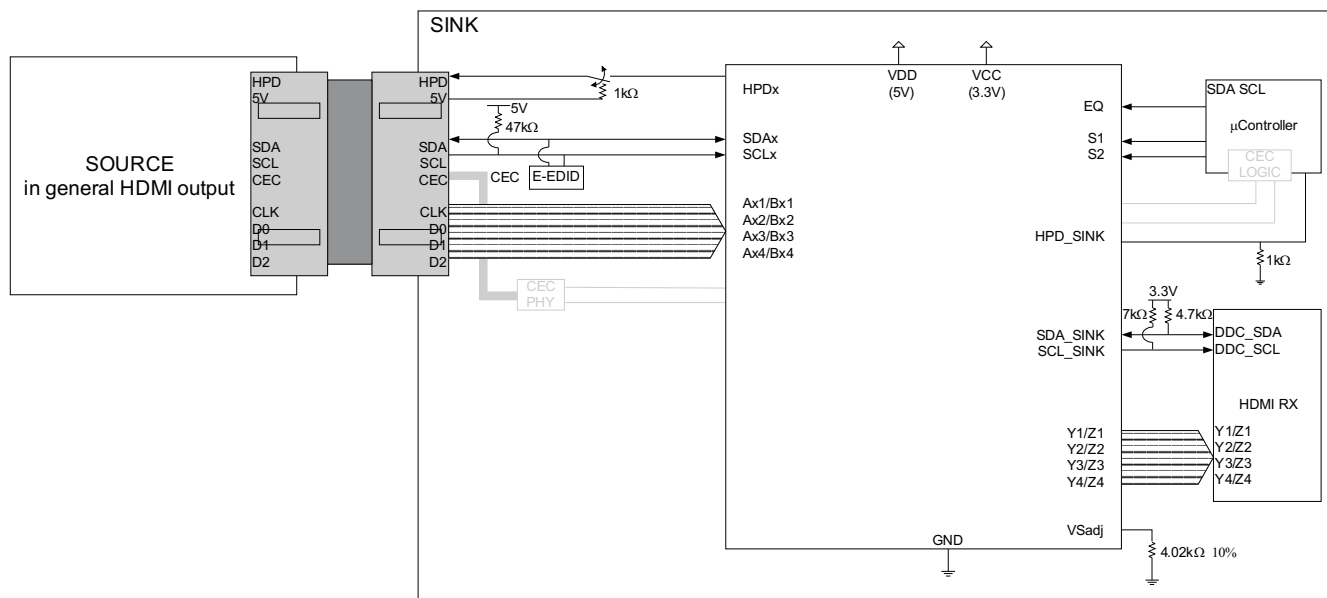 SINK
SOURCE
in general HDMI output
HPD
5V
SDA
SCL
CEC
CLK
D0
D1
D2
HPD
5V
SDA
SCL
CEC
CLK
D0
D1
D2
1kΩ
5V
47kΩ
CEC
E-EDID
CEC
PHY
HPDx
SDAx
SCLx
Ax1/Bx1
Ax2/Bx2
Ax3/Bx3
Ax4/Bx4
VDD
(5V)
VCC
(3.3V)
EQ
S1
S2
HPD_SINK
SDA_SINK
SCL_SINK
Y1/Z1
Y2/Z2
Y3/Z3
Y4/Z4
VSadj
GND
SDA SCL
µController
CEC
LOGIC
1kΩ
3.3V
7kΩ
4.7kΩ
DDC_SDA
DDC_SCL
HDMI RX
Y1/Z1
Y2/Z2
Y3/Z3
Y4/Z4
4.02kΩ 10%